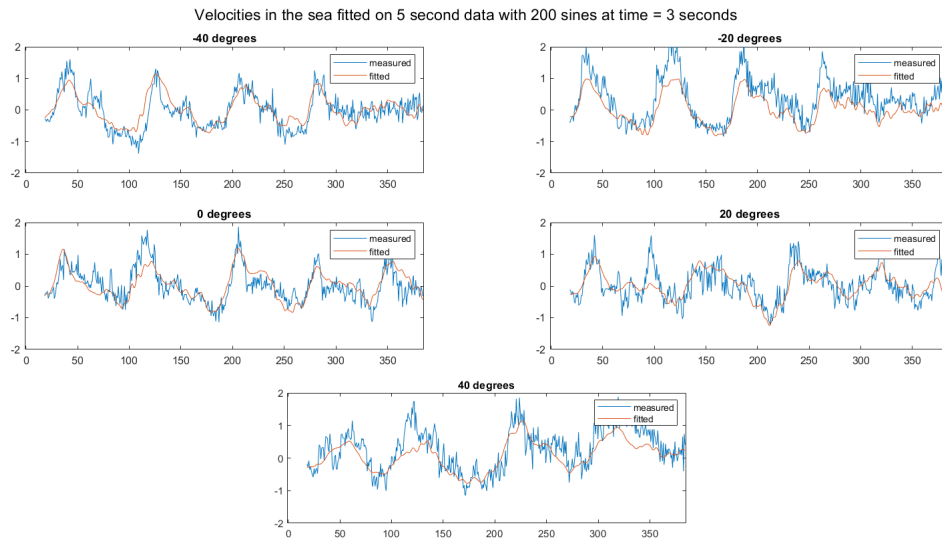 Velocities in the sea fitted on 5 second data with 200 sines at time = 3 seconds
-40 degrees
2
1
0
-1
-2
measured
fitted
0 50 100 150 200 250 300 350
-20 degrees
2
1
0
-1
-2
measured
fitted
0 50 100 150 200 250 300 350
0 degrees
2
1
0
-1
-2
measured
fitted
0 50 100 150 200 250 300 350
20 degrees
2
1
0
-1
-2
measured
fitted
0 50 100 150 200 250 300 350
40 degrees
2
1
0
-1
-2
measured
fitted
0 50 100 150 200 250 300 350